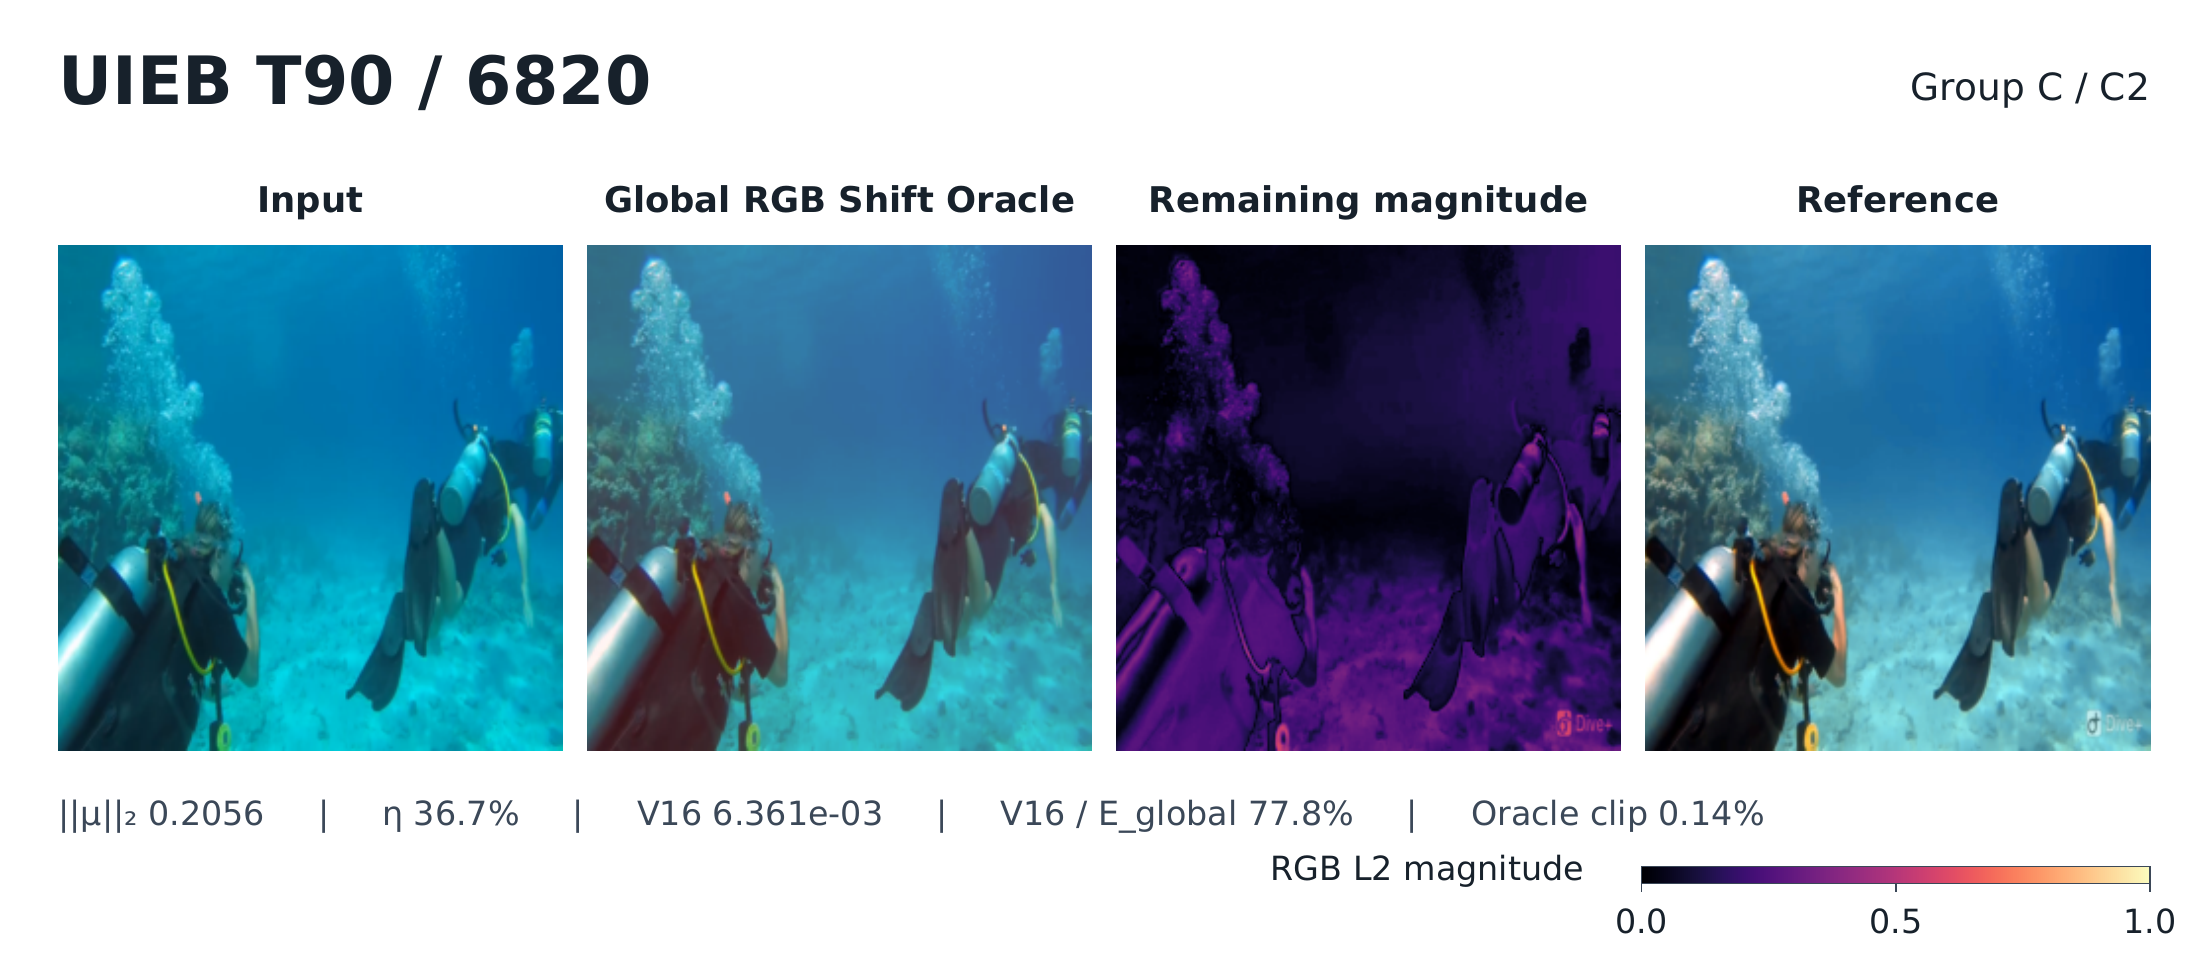 UIEB T90 / 6820
Group C / C2
Input
Global RGB Shift Oracle
Remaining magnitude
Reference
Dive+
Dive+
||μ||₂ 0.2056 | η 36.7% | V16 6.361e-03 | V16 / E_global 77.8% | Oracle clip 0.14%
RGB L2 magnitude
0.0 0.5 1.0